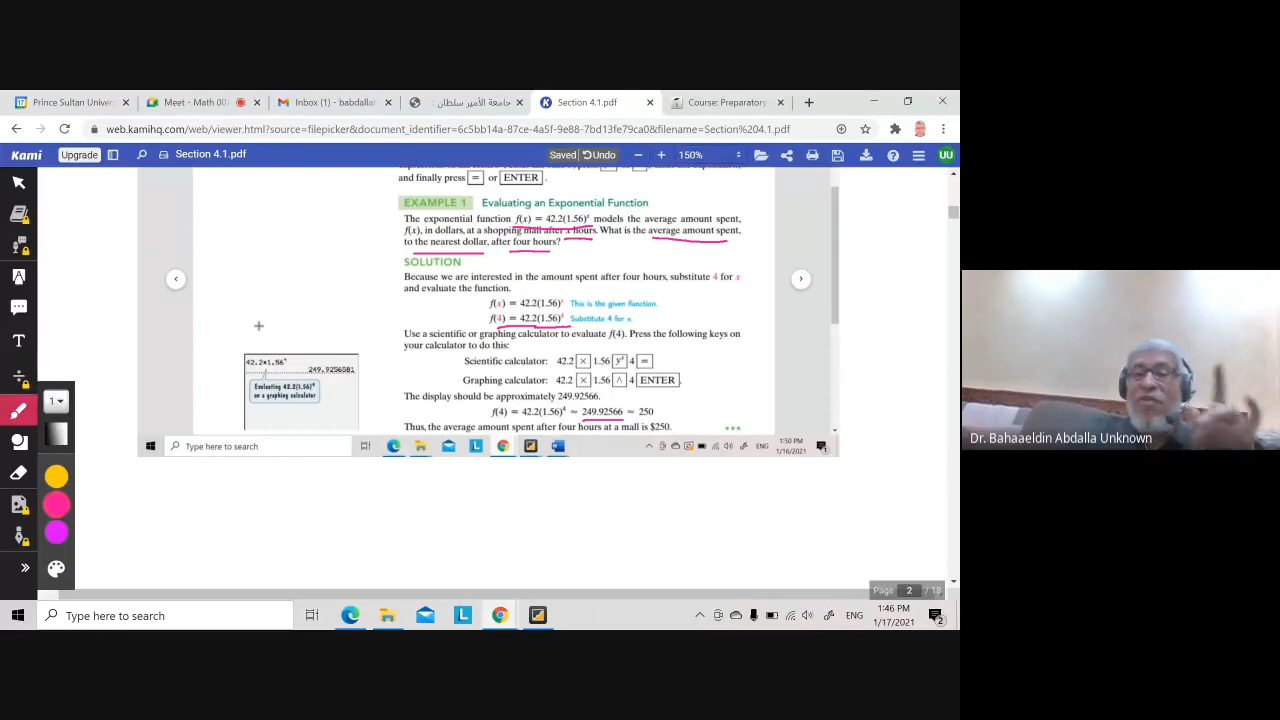 Prince Sultan Univer
Meet - Math 00
Inbox (1) - babdallal
جامعة الأمير سلطان :
Section 4.1.pdf
Course: Preparatory
web.kamihq.com/web/viewer.html?source=filepicker&document_identifier=6c5bb14a-87ce-4a5f-9e88-7bd13fe79ca0&filename=Section%204.1.pdf
Kami
Upgrade
Section 4.1.pdf
Saved
Undo
150%
UU
and finally press = or ENTER .
EXAMPLE 1 Evaluating an Exponential Function
The exponential function f(x) = 42.2(1.56)ˣ models the average amount spent,
f(x), in dollars, at a shopping mall after x hours. What is the average amount spent,
to the nearest dollar, after four hours?
SOLUTION
Because we are interested in the amount spent after four hours, substitute 4 for x
and evaluate the function.
f(x) = 42.2(1.56)ˣ This is the given function.
f(4) = 42.2(1.56)⁴ Substitute 4 for x.
Use a scientific or graphing calculator to evaluate f(4). Press the following keys on
your calculator to do this:
Scientific calculator: 42.2 × 1.56 yˣ 4 =
Graphing calculator: 42.2 × 1.56 ^ 4 ENTER .
The display should be approximately 249.92566.
f(4) = 42.2(1.56)⁴ ≈ 249.92566 ≈ 250
Thus, the average amount spent after four hours at a mall is $250.
42.2*1.56⁴
249.9256581
Evaluating 42.2(1.56)⁴
on a graphing calculator
Type here to search
ENG
1:50 PM
1/16/2021
1
Page 2 / 18
Type here to search
ENG
1:46 PM
1/17/2021
2
Dr. Bahaaeldin Abdalla Unknown